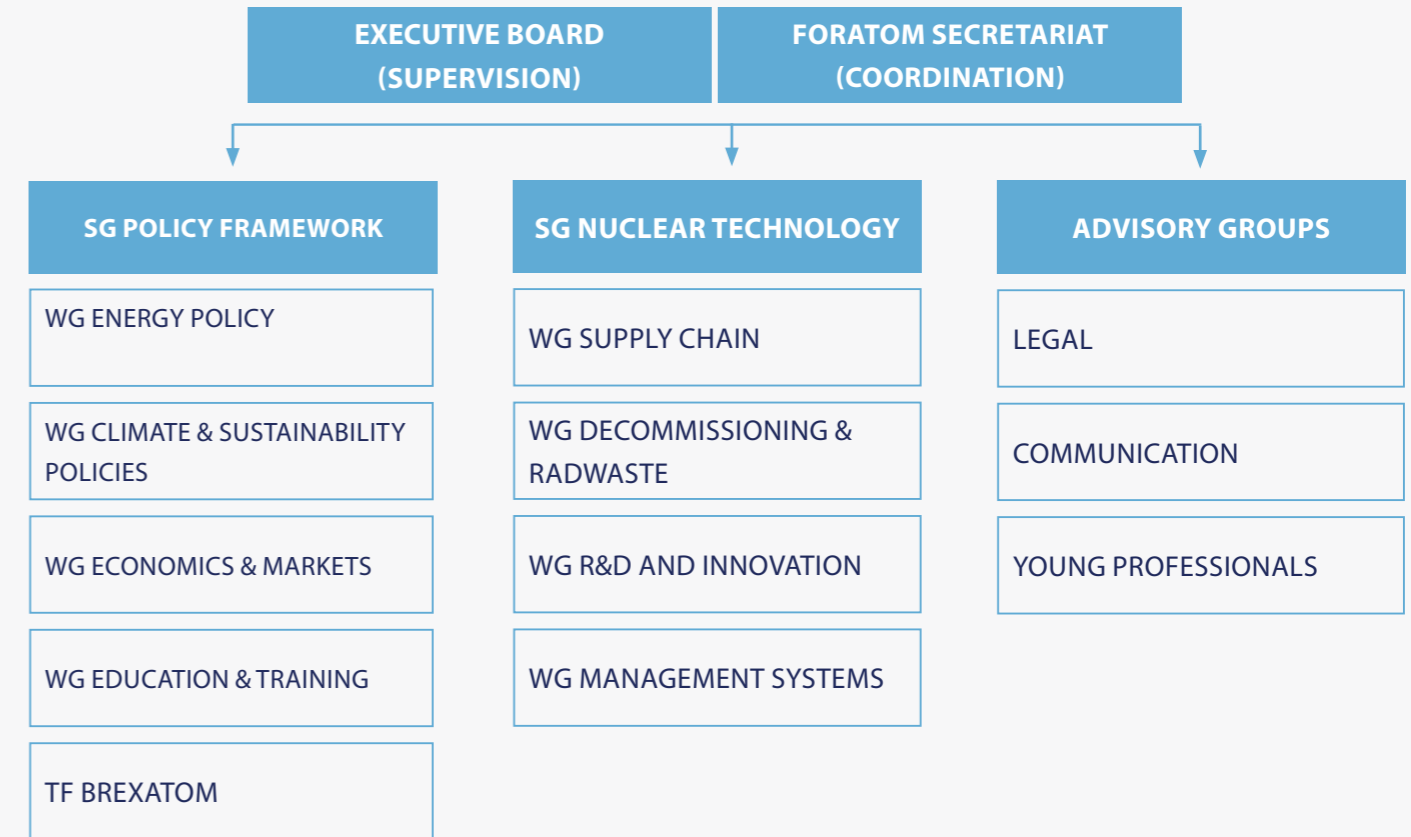 EXECUTIVE BOARD
(SUPERVISION)
FORATOM SECRETARIAT
(COORDINATION)
SG POLICY FRAMEWORK
WG ENERGY POLICY
WG CLIMATE & SUSTAINABILITY
POLICIES
WG ECONOMICS & MARKETS
WG EDUCATION & TRAINING
TF BREXATOM
SG NUCLEAR TECHNOLOGY
WG SUPPLY CHAIN
WG DECOMMISSIONING &
RADWASTE
WG R&D AND INNOVATION
WG MANAGEMENT SYSTEMS
ADVISORY GROUPS
LEGAL
COMMUNICATION
YOUNG PROFESSIONALS